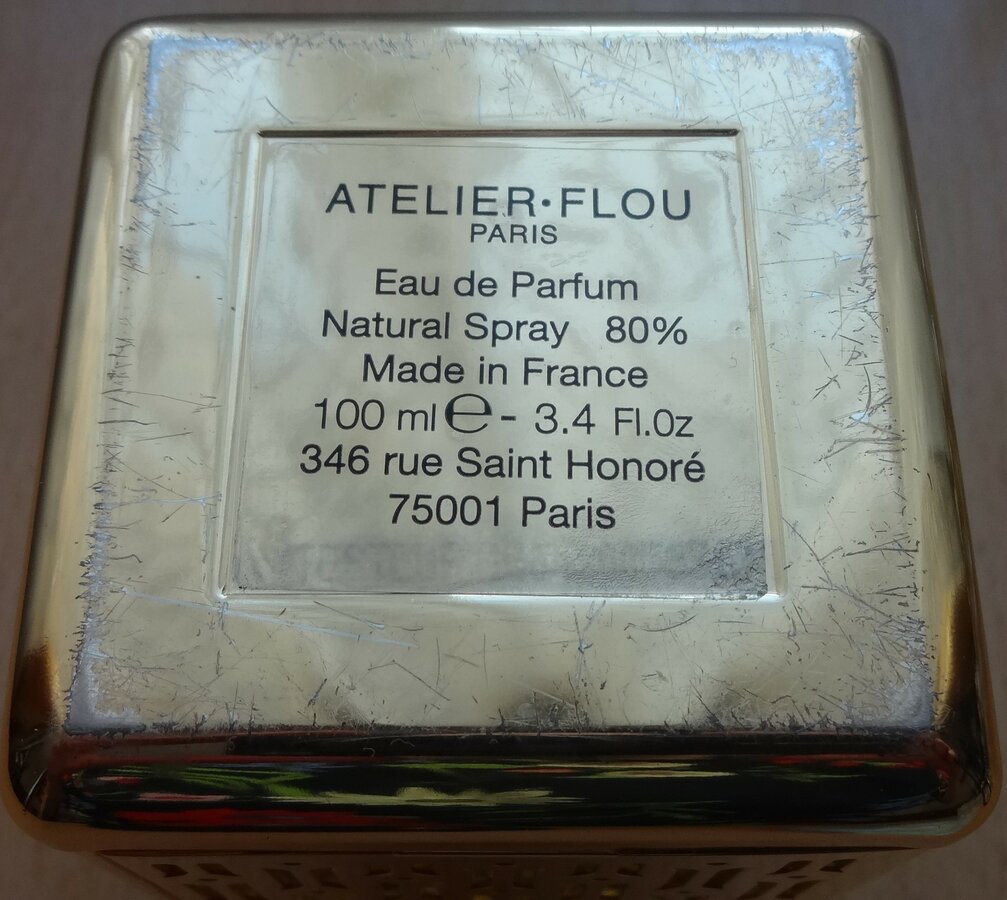 ATELIER•FLOU
PARIS
Eau de Parfum
Natural Spray 80%
Made in France
100 ml ℮ - 3.4 Fl.Oz
346 rue Saint Honoré
75001 Paris